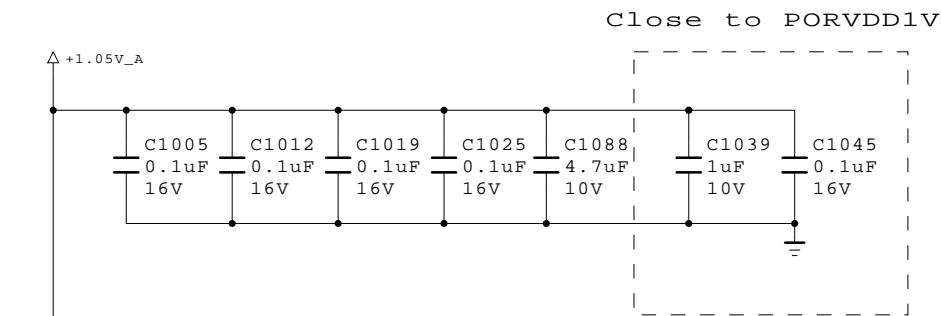 Close to PORVDD1V
+1.05V_A
C1005 C1012 C1019 C1025 C1088 C1039 C1045
0.1uF 0.1uF 0.1uF 0.1uF 4.7uF 1uF 0.1uF
16V 16V 16V 16V 10V 10V 16V